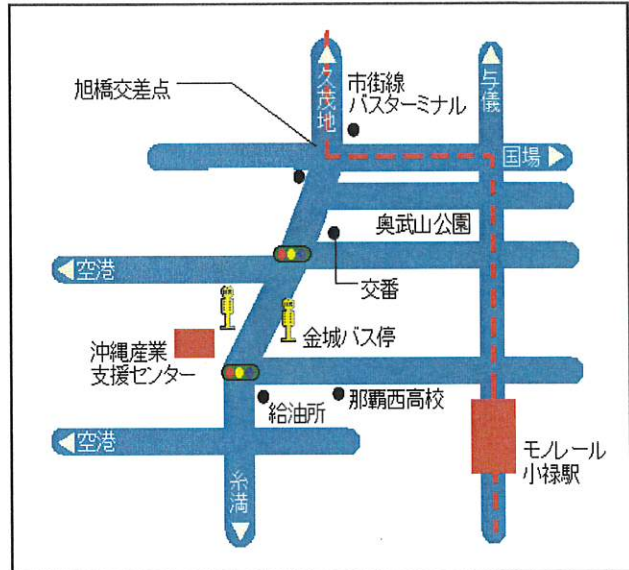 久茂地
与儀
旭橋交差点
市街線
バスターミナル
国場
奥武山公園
空港
交番
金城バス停
沖縄産業
支援センター
給油所
那覇西高校
空港
モノレール
小禄駅
糸満